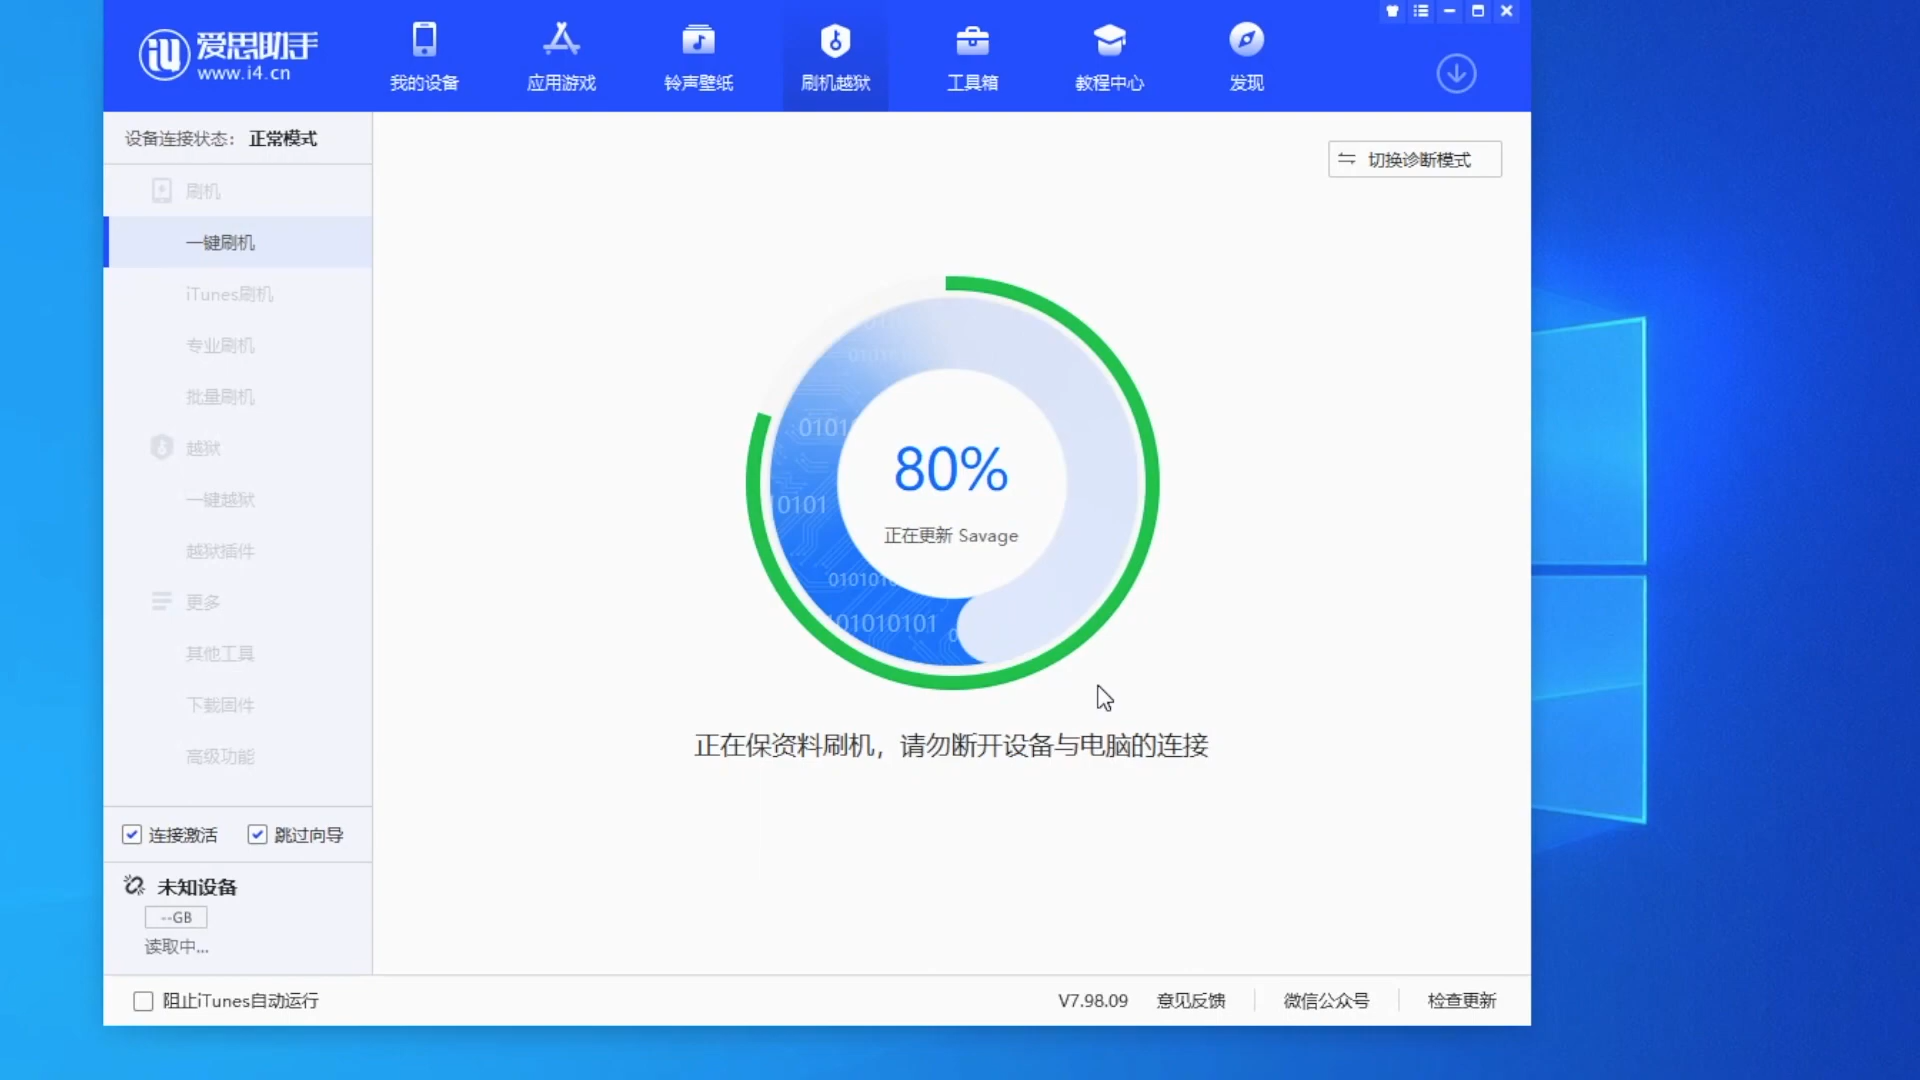 爱思助手
www.i4.cn
我的设备
应用游戏
铃声壁纸
刷机越狱
工具箱
教程中心
发现
设备连接状态： 正常模式
切换诊断模式
刷机
一键刷机
iTunes刷机
专业刷机
批量刷机
越狱
一键越狱
越狱插件
更多
其他工具
下载固件
高级功能
80%
正在更新 Savage
正在保资料刷机，请勿断开设备与电脑的连接
连接激活 跳过向导
未知设备
--GB
读取中...
阻止iTunes自动运行
V7.98.09 意见反馈 微信公众号 检查更新